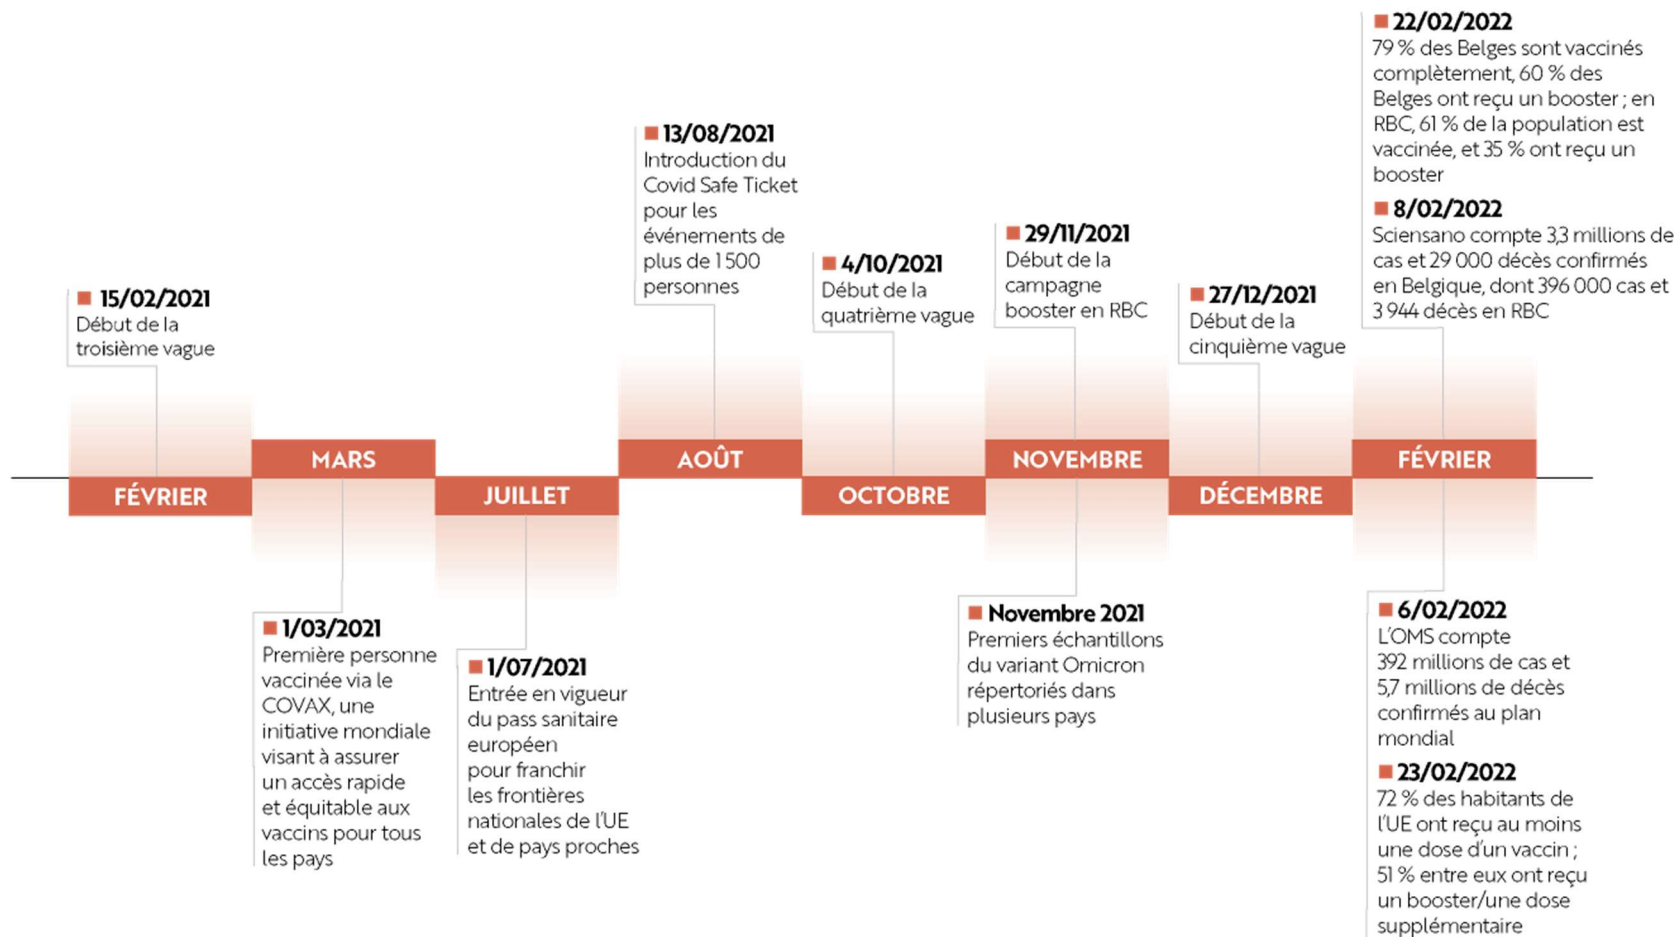 15/02/2021
Début de la
troisième vague
13/08/2021
Introduction du
Covid Safe Ticket
pour les
événements de
plus de 1 500
personnes
4/10/2021
Début de la
quatrième vague
29/11/2021
Début de la
campagne
booster en RBC
27/12/2021
Début de la
cinquième vague
22/02/2022
79 % des Belges sont vaccinés
complètement, 60 % des
Belges ont reçu un booster ; en
RBC, 61 % de la population est
vaccinée, et 35 % ont reçu un
booster
8/02/2022
Sciensano compte 3,3 millions de
cas et 29 000 décès confirmés
en Belgique, dont 396 000 cas et
3 944 décès en RBC
FÉVRIER
MARS
JUILLET
AOÛT
OCTOBRE
NOVEMBRE
DÉCEMBRE
FÉVRIER
1/03/2021
Première personne
vaccinée via le
COVAX, une
initiative mondiale
visant à assurer
un accès rapide
et équitable aux
vaccins pour tous
les pays
1/07/2021
Entrée en vigueur
du pass sanitaire
européen
pour franchir
les frontières
nationales de l'UE
et de pays proches
Novembre 2021
Premiers échantillons
du variant Omicron
répertoriés dans
plusieurs pays
6/02/2022
L'OMS compte
392 millions de cas et
5,7 millions de décès
confirmés au plan
mondial
23/02/2022
72 % des habitants de
l'UE ont reçu au moins
une dose d'un vaccin ;
51 % entre eux ont reçu
un booster/une dose
supplémentaire